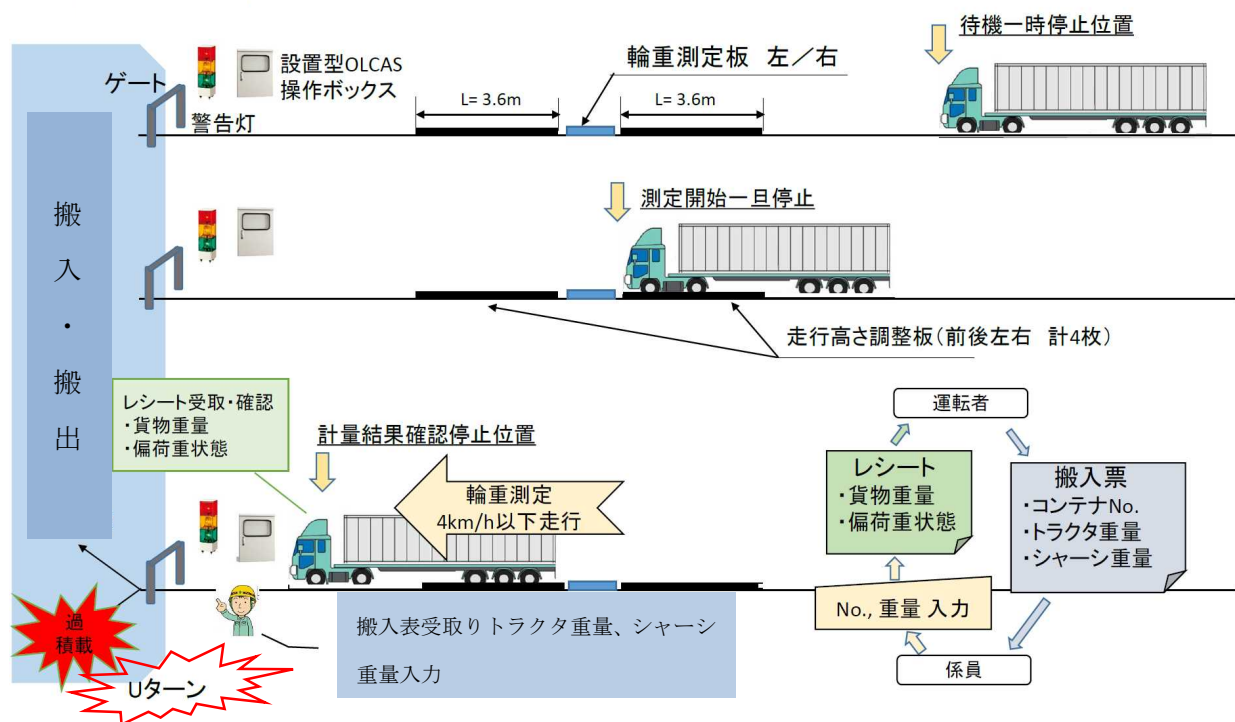 待機一時停止位置
ゲート
設置型OLCAS
操作ボックス
輪重測定板 左／右
L= 3.6m
L= 3.6m
警告灯
搬入・搬出
測定開始一旦停止
走行高さ調整板（前後左右 計4枚）
レシート受取・確認
・貨物重量
・偏荷重状態
計量結果確認停止位置
輪重測定
4km/h以下走行
運転者
レシート
・貨物重量
・偏荷重状態
搬入票
・コンテナNo.
・トラクタ重量
・シャーシ重量
No., 重量 入力
係員
過
積載
Uターン
搬入表受取りトラクタ重量、シャーシ
重量入力